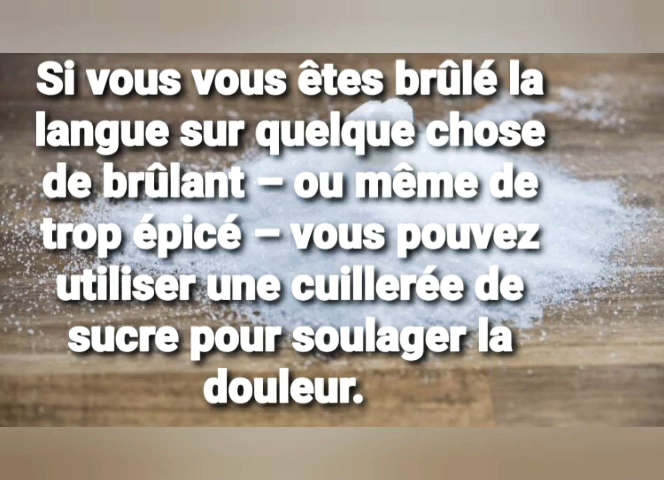 Si vous vous êtes brûlé la
langue sur quelque chose
de brûlant – ou même de
trop épicé – vous pouvez
utiliser une cuillerée de
sucre pour soulager la
douleur.